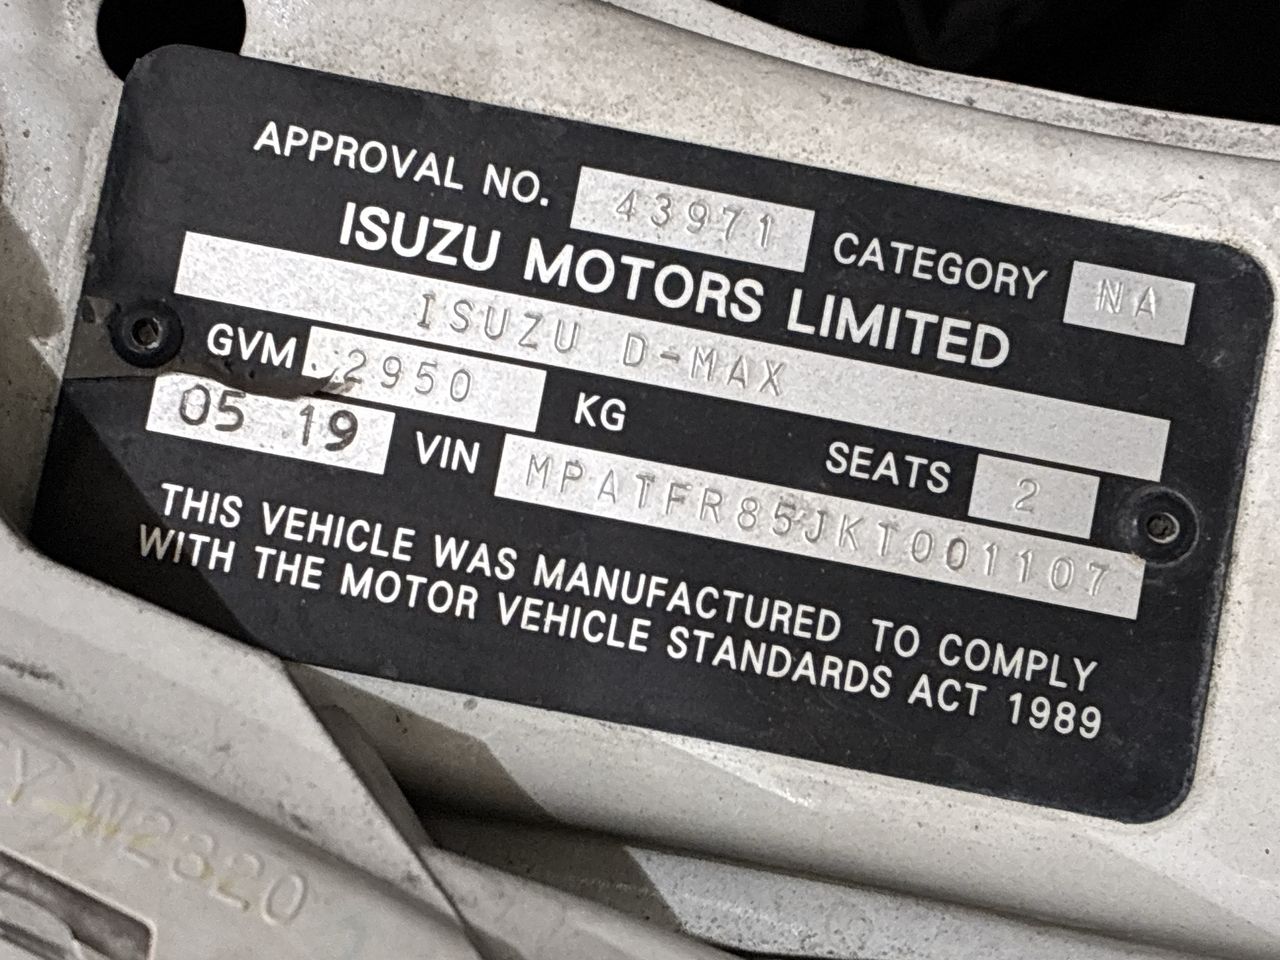 APPROVAL NO. 43971 CATEGORY NA
ISUZU MOTORS LIMITED
ISUZU D-MAX
GVM 2950 KG SEATS 2
05 19 VIN MPATFR85JKT001107
THIS VEHICLE WAS MANUFACTURED TO COMPLY
WITH THE MOTOR VEHICLE STANDARDS ACT 1989